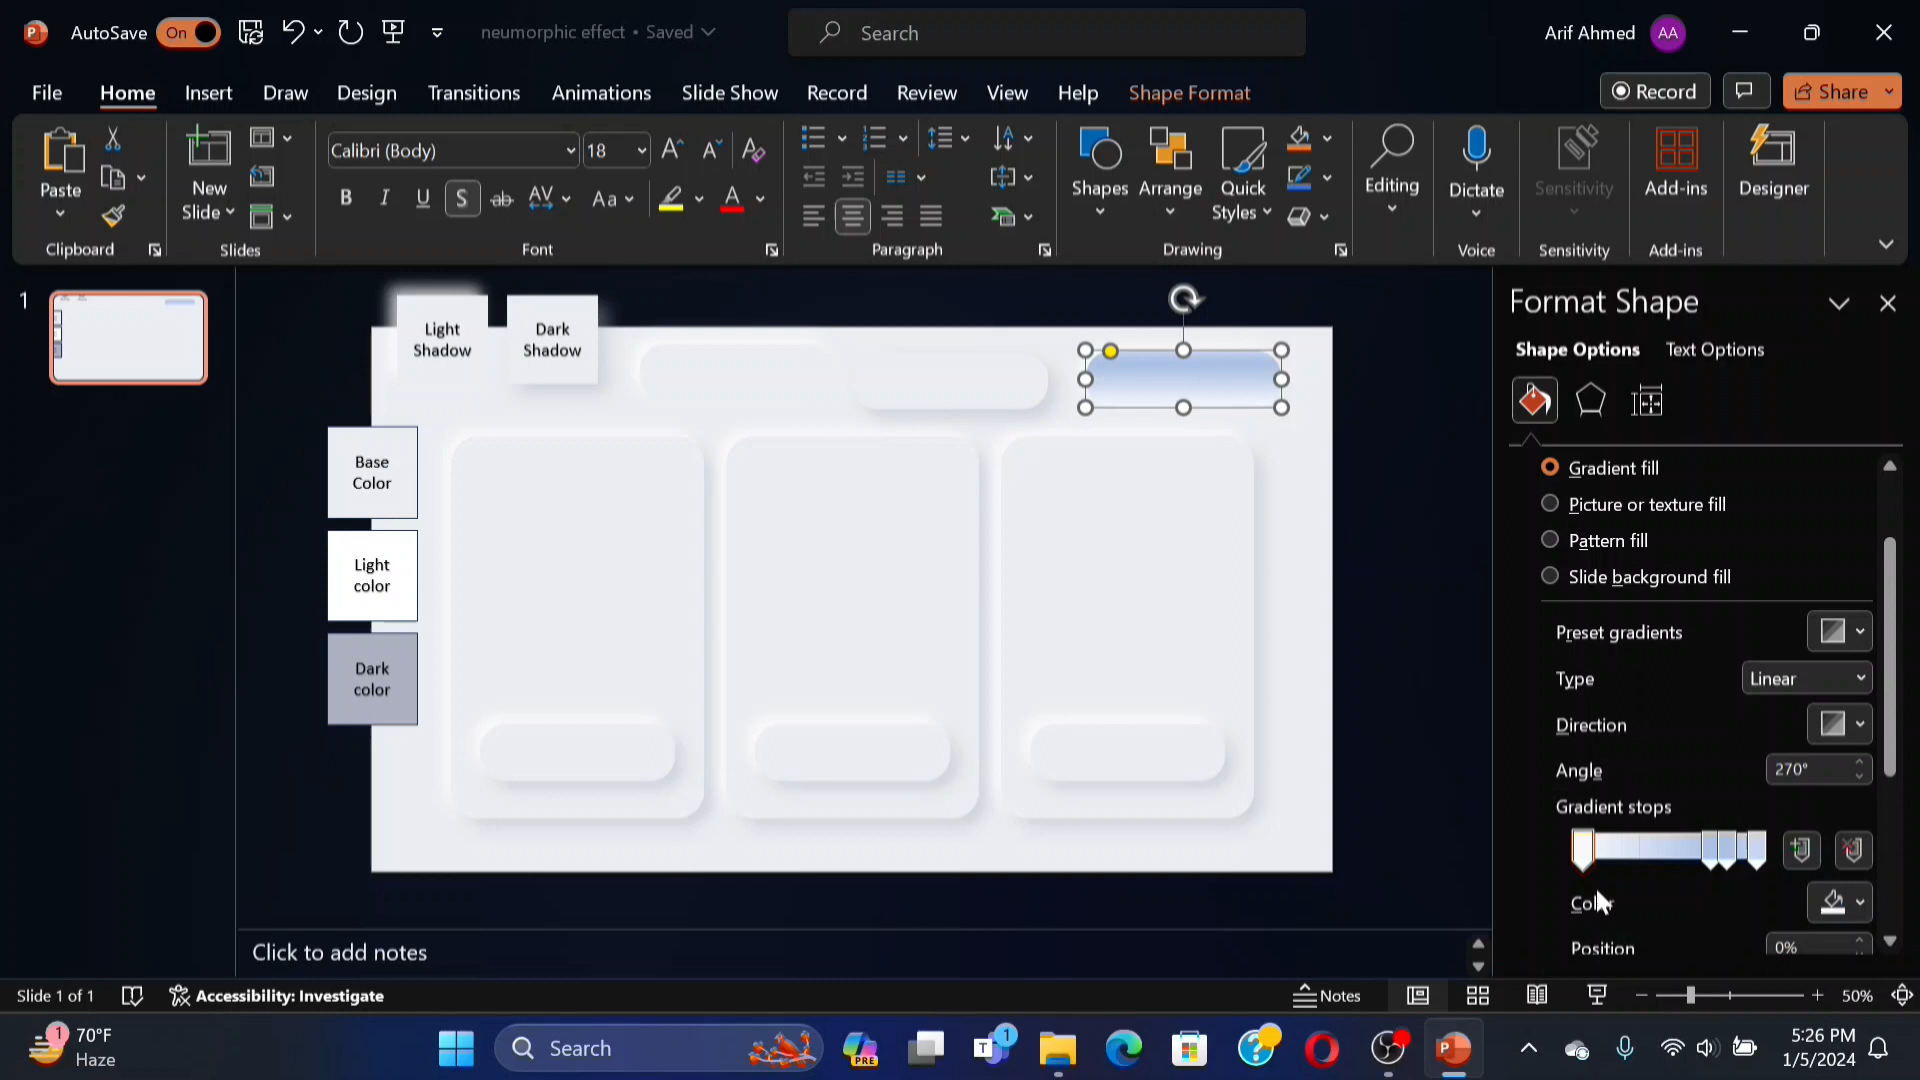 AutoSave On neumorphic effect • Saved Search Arif Ahmed AA
File Home Insert Draw Design Transitions Animations Slide Show Record Review View Help Shape Format Record Share
Paste New Slide Calibri (Body) 18 Shapes Arrange Quick Styles Editing Dictate Sensitivity Add-ins Designer
B I U S ab AV Aa A
Clipboard Slides Font Paragraph Drawing Voice Sensitivity Add-ins
1
Light
Shadow
Dark
Shadow
Base
Color
Light
color
Dark
color
Format Shape
Shape Options Text Options
Gradient fill
Picture or texture fill
Pattern fill
Slide background fill
Preset gradients
Type Linear
Direction
Angle 270°
Gradient stops
Color
Position 0%
Click to add notes
Slide 1 of 1 Accessibility: Investigate Notes 50%
1 70°F
Haze
Search
PRE
T 1
5:26 PM
1/5/2024